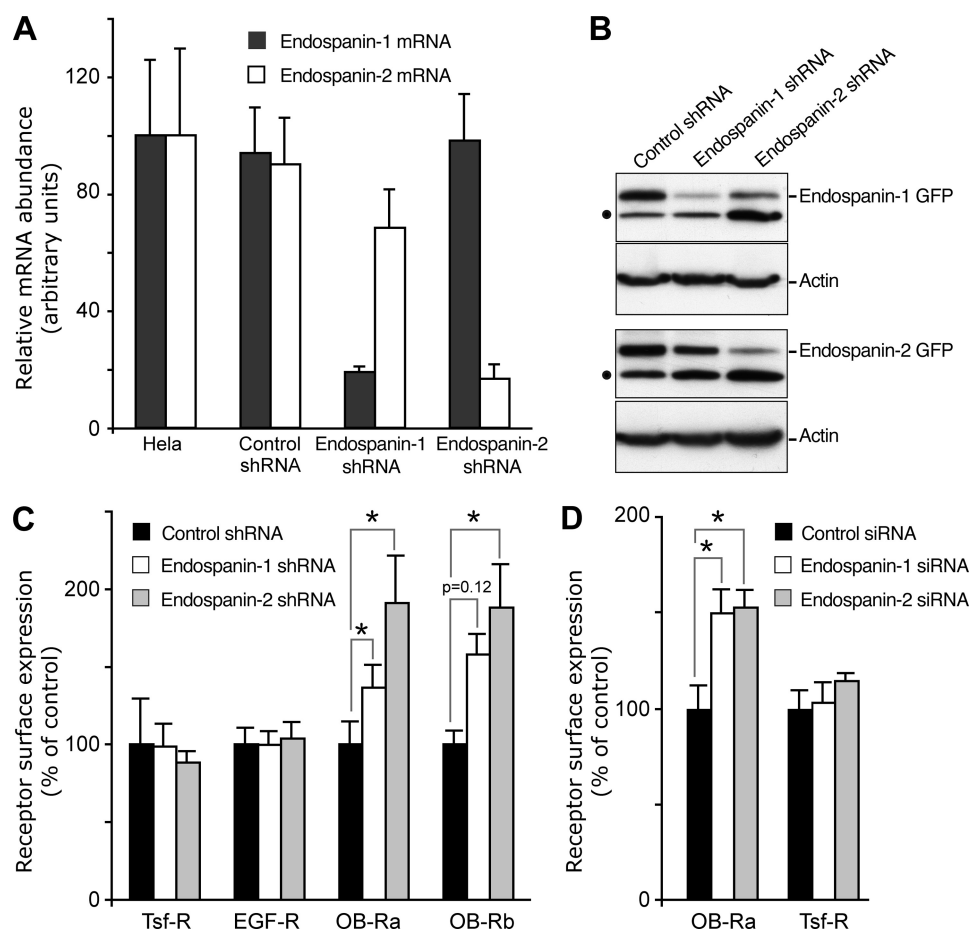 A
Endospanin-1 mRNA
Endospanin-2 mRNA
Relative mRNA abundance
(arbitrary units)
120
80
40
0
Hela
Control
shRNA
Endospanin-1
shRNA
Endospanin-2
shRNA
B
Control shRNA
Endospanin-1 shRNA
Endospanin-2 shRNA
Endospanin-1 GFP
Actin
Endospanin-2 GFP
Actin
C
Control shRNA
Endospanin-1 shRNA
Endospanin-2 shRNA
Receptor surface expression
(% of control)
200
100
0
*
*
*
p=0.12
Tsf-R
EGF-R
OB-Ra
OB-Rb
D
Control siRNA
Endospanin-1 siRNA
Endospanin-2 siRNA
Receptor surface expression
(% of control)
200
100
0
*
*
OB-Ra
Tsf-R